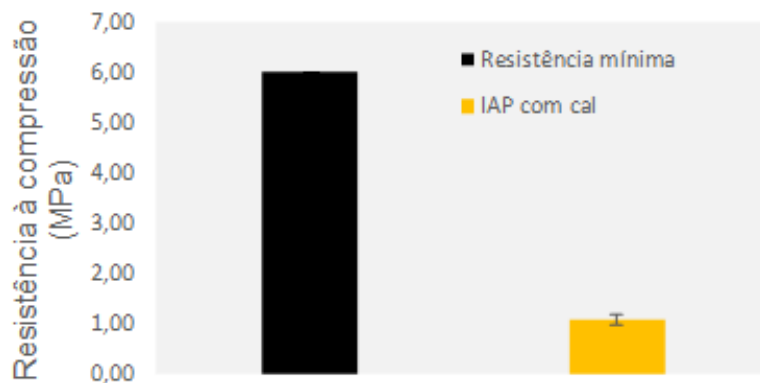 Resistência à compressão
(MPa)
7,00
6,00
5,00
4,00
3,00
2,00
1,00
0,00
Resistência mínima
IAP com cal